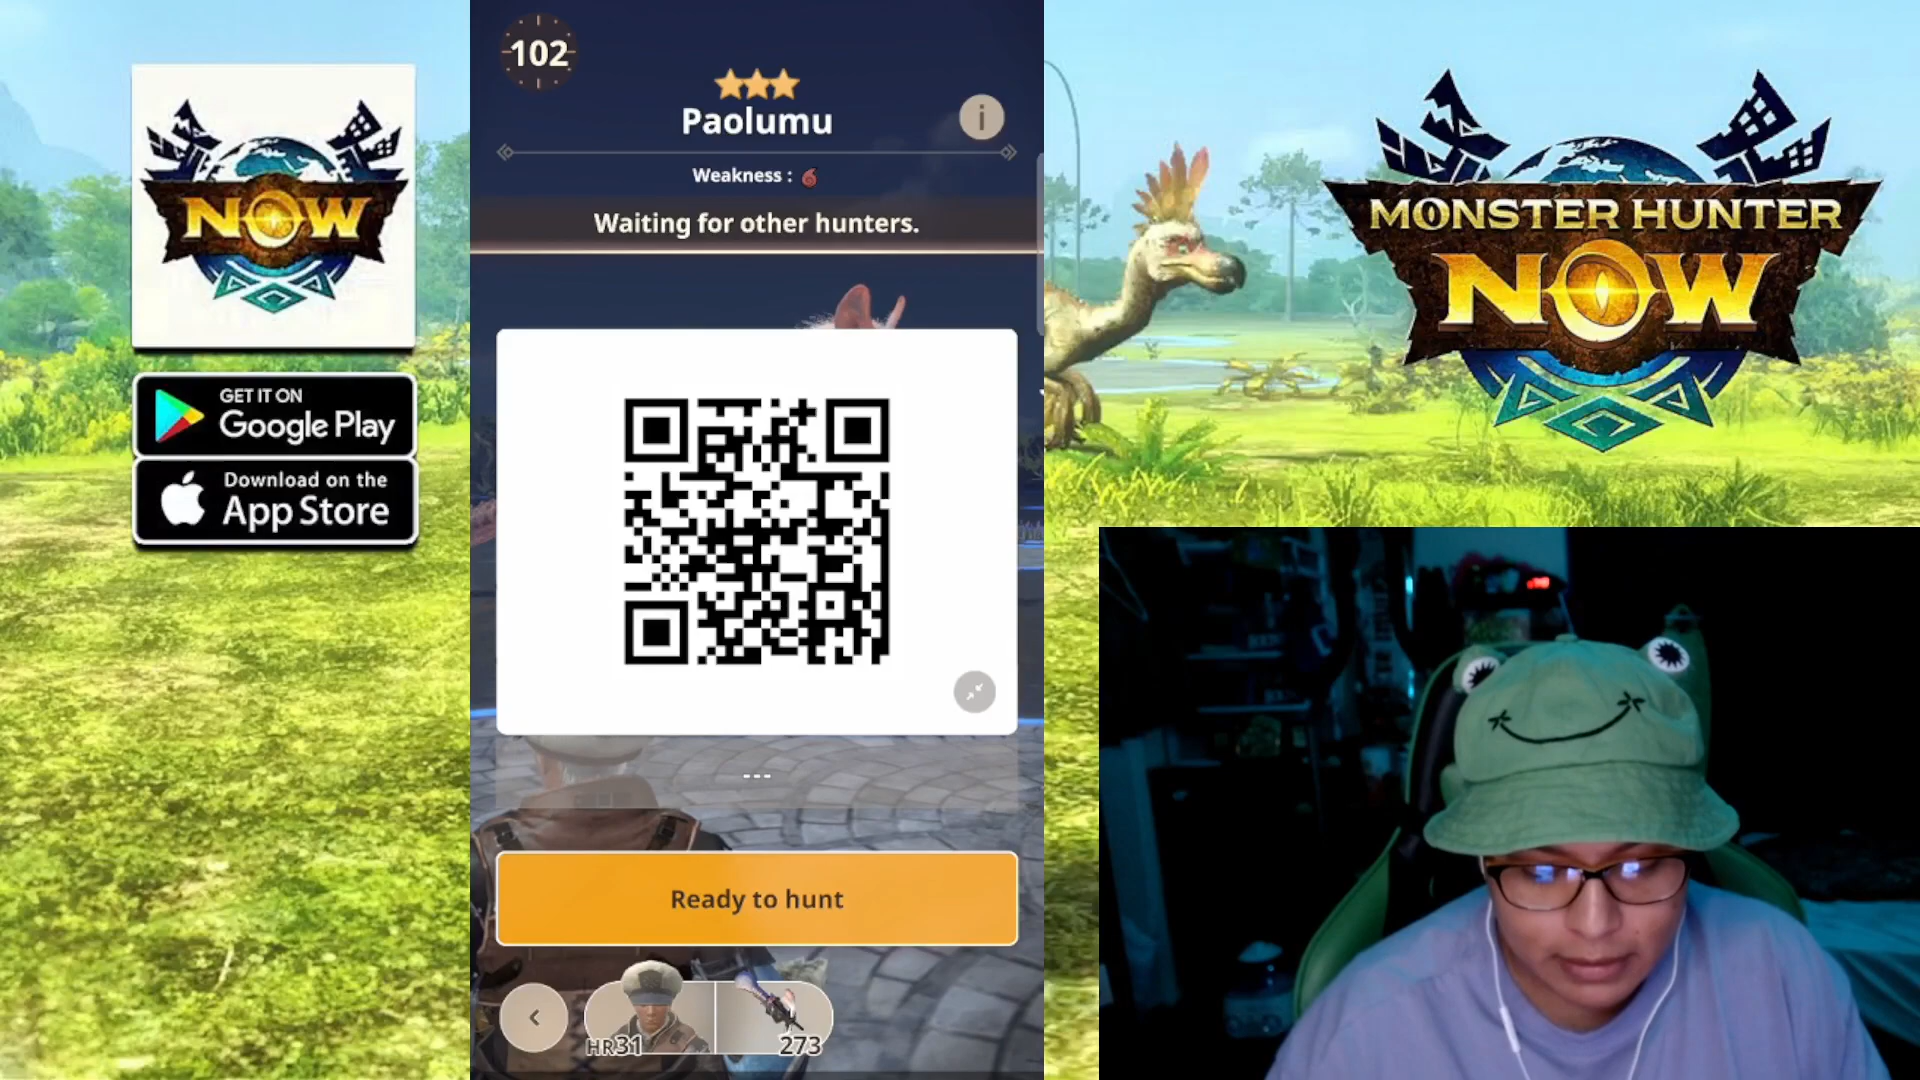 NOW
GET IT ON
Google Play
Download on the
App Store
102
Paolumu
i
Weakness :
Waiting for other hunters.
---
Ready to hunt
HR31
273
MONSTER HUNTER
NOW